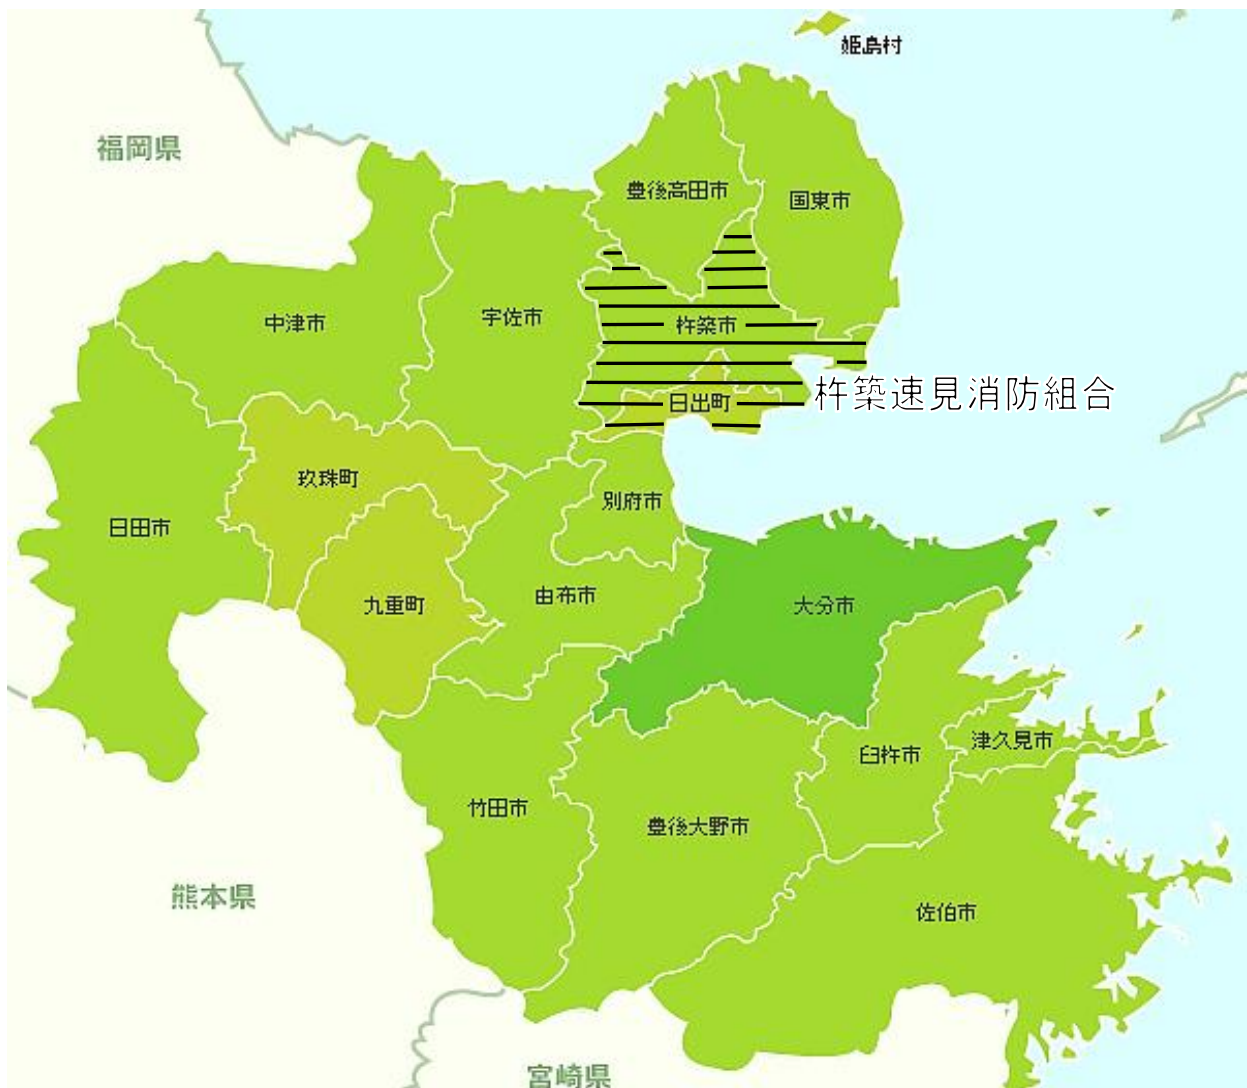 姫島村
福岡県
豊後高田市
国東市
中津市
宇佐市
杵築市
杵築速見消防組合
日出町
玖珠町
別府市
日田市
九重町
由布市
大分市
津久見市
臼杵市
竹田市
豊後大野市
熊本県
佐伯市
宮崎県